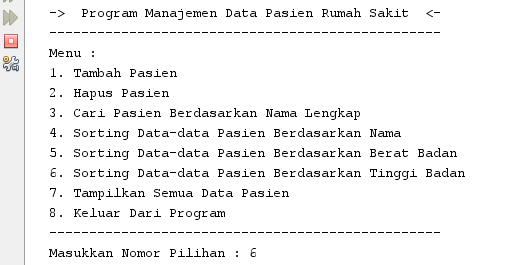 ->  Program Manajemen Data Pasien Rumah Sakit  <-
-------------------------------------------------
Menu :
1. Tambah Pasien
2. Hapus Pasien
3. Cari Pasien Berdasarkan Nama Lengkap
4. Sorting Data-data Pasien Berdasarkan Nama
5. Sorting Data-data Pasien Berdasarkan Berat Badan
6. Sorting Data-data Pasien Berdasarkan Tinggi Badan
7. Tampilkan Semua Data Pasien
8. Keluar Dari Program
-------------------------------------------------
Masukkan Nomor Pilihan : 6